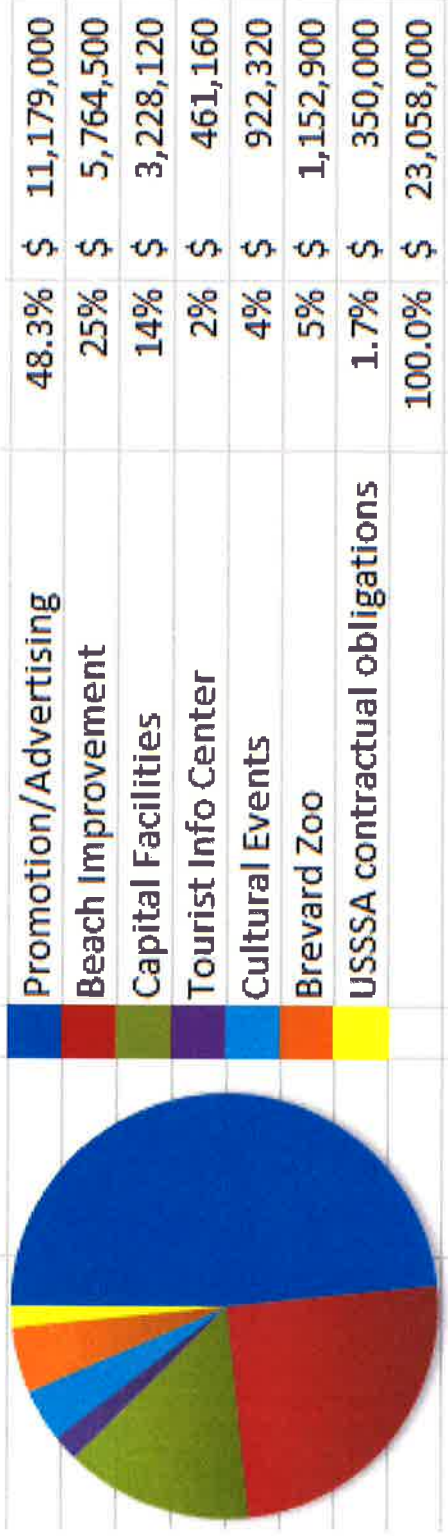 Promotion/Advertising 48.3% $ 11,179,000
Beach Improvement 25% $ 5,764,500
Capital Facilities 14% $ 3,228,120
Tourist Info Center 2% $ 461,160
Cultural Events 4% $ 922,320
Brevard Zoo 5% $ 1,152,900
USSSA contractual obligations 1.7% $ 350,000
100.0% $ 23,058,000